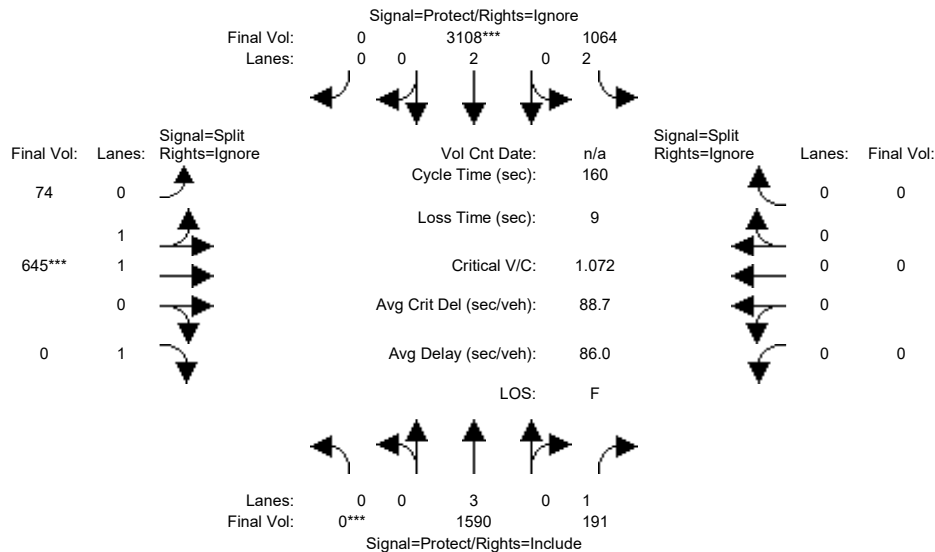 Signal=Protect/Rights=Ignore
Final Vol: 0 3108*** 1064
Lanes: 0 0 2 0 2
Signal=Split Signal=Split
Final Vol: Lanes: Rights=Ignore Vol Cnt Date: n/a Rights=Ignore Lanes: Final Vol:
Cycle Time (sec): 160
74 0 0 0
Loss Time (sec): 9
1 0
645*** 1 Critical V/C: 1.072 0 0
0 Avg Crit Del (sec/veh): 88.7 0
0 1 Avg Delay (sec/veh): 86.0 0 0
LOS: F
Lanes: 0 0 3 0 1
Final Vol: 0*** 1590 191
Signal=Protect/Rights=Include